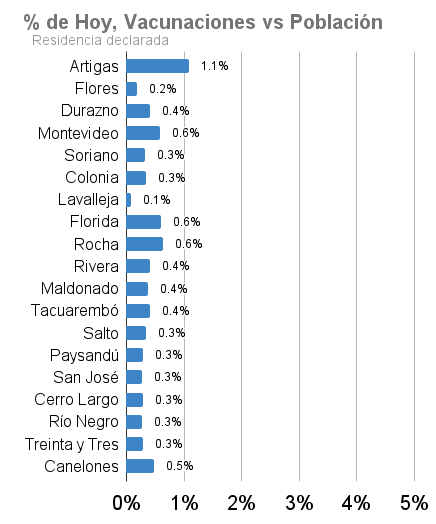 % de Hoy, Vacunaciones vs Población
Residencia declarada
Artigas 1.1%
Flores 0.2%
Durazno 0.4%
Montevideo 0.6%
Soriano 0.3%
Colonia 0.3%
Lavalleja 0.1%
Florida 0.6%
Rocha 0.6%
Rivera 0.4%
Maldonado 0.4%
Tacuarembó 0.4%
Salto 0.3%
Paysandú 0.3%
San José 0.3%
Cerro Largo 0.3%
Río Negro 0.3%
Treinta y Tres 0.3%
Canelones 0.5%
0% 1% 2% 3% 4% 5%